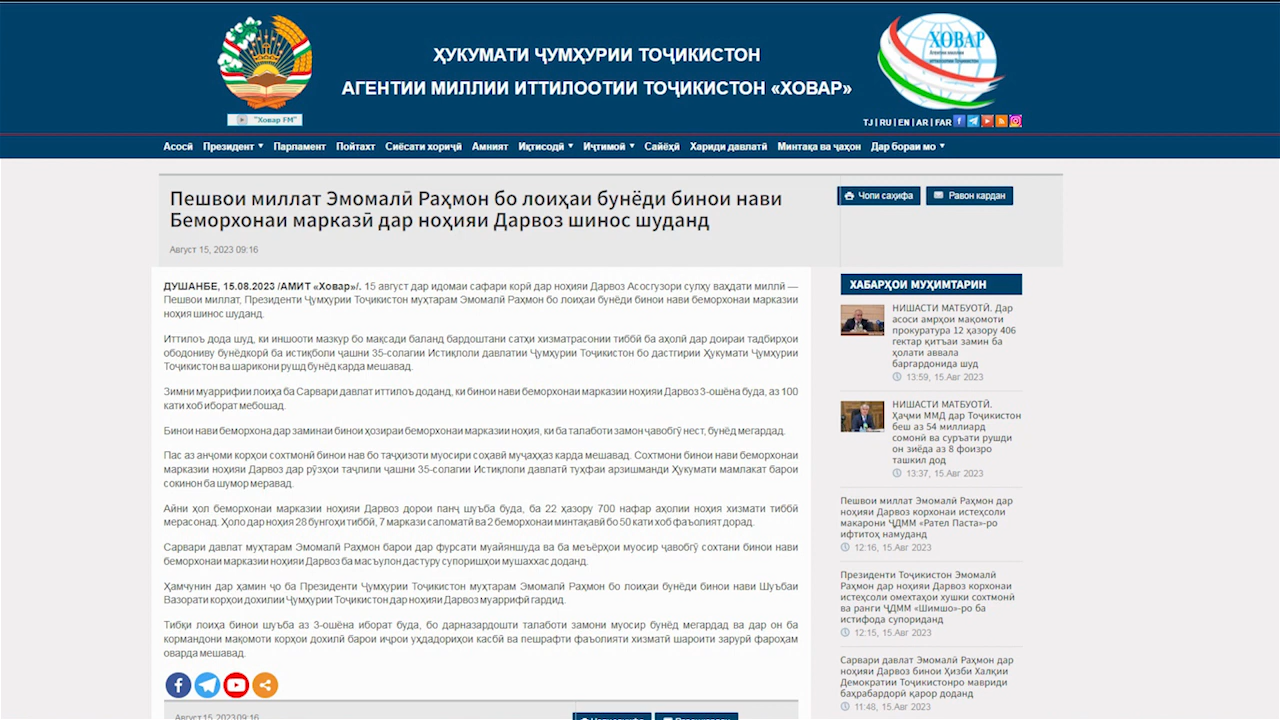 ҲУКУМАТИ ҶУМҲУРИИ ТОҶИКИСТОН
АГЕНТИИ МИЛЛИИ ИТТИЛООТИИ ТОҶИКИСТОН «ХОВАР»
"Ховар FM"
ХОВАР
Агентии миллии
иттилоотии Тоҷикистон
TJ | RU | EN | AR | FAR
Асосӣ Президент Парламент Пойтахт Сиёсати хориҷӣ Амният Иқтисодӣ Иҷтимоӣ Сайёҳӣ Хариди давлатӣ Минтақа ва ҷаҳон Дар бораи мо
Пешвои миллат Эмомалӣ Раҳмон бо лоиҳаи бунёди бинои нави
Беморхонаи марказӣ дар ноҳияи Дарвоз шинос шуданд
Август 15, 2023 09:16
Чопи саҳифа Равон кардан
ДУШАНБЕ, 15.08.2023 /АМИТ «Ховар»/. 15 август дар идомаи сафари корӣ дар ноҳияи Дарвоз Асосгузори сулҳу ваҳдати миллӣ —
Пешвои миллат, Президенти Ҷумҳурии Тоҷикистон муҳтарам Эмомалӣ Раҳмон бо лоиҳаи бунёди бинои нави беморхонаи марказии
ноҳия шинос шуданд.
Иттилоъ дода шуд, ки иншооти мазкур бо мақсади баланд бардоштани сатҳи хизматрасонии тиббӣ ба аҳолӣ дар доираи тадбирҳои
ободониву бунёдкорӣ ба истиқболи ҷашни 35-солагии Истиқлоли давлатии Ҷумҳурии Тоҷикистон бо дастгирии Ҳукумати Ҷумҳурии
Тоҷикистон ва шарикони рушд бунёд карда мешавад.
Зимни муаррифии лоиҳа ба Сарвари давлат иттилоъ доданд, ки бинои нави беморхонаи марказии ноҳияи Дарвоз 3-ошёна буда, аз 100
кати хоб иборат мебошад.
Бинои нави беморхона дар заминаи бинои ҳозираи беморхонаи марказии ноҳия, ки ба талаботи замон ҷавобгӯ нест, бунёд мегардад.
Пас аз анҷоми корҳои сохтмонӣ бинои нав бо таҷҳизоти муосири соҳавӣ муҷаҳҳаз карда мешавад. Сохтмони бинои нави беморхонаи
марказии ноҳияи Дарвоз дар рӯзҳои таҷлили ҷашни 35-солагии Истиқлоли давлатӣ туҳфаи арзишманди Ҳукумати мамлакат барои
сокинон ба шумор меравад.
Айни ҳол беморхонаи марказии ноҳияи Дарвоз дорои панҷ шуъба буда, ба 22 ҳазору 700 нафар аҳолии ноҳия хизмати тиббӣ
мерасонад. Ҳоло дар ноҳия 28 бунгоҳи тиббӣ, 7 маркази саломатӣ ва 2 беморхонаи минтақавӣ бо 50 кати хоб фаъолият дорад.
Сарвари давлат муҳтарам Эмомалӣ Раҳмон барои дар фурсати муайяншуда ва ба меъёрҳои муосир ҷавобгӯ сохтани бинои нави
беморхонаи марказии ноҳияи Дарвоз ба масъулон дастуру супоришҳои мушаххас доданд.
Ҳамчунин дар ҳамин ҷо ба Президенти Ҷумҳурии Тоҷикистон муҳтарам Эмомалӣ Раҳмон бо лоиҳаи бунёди бинои нави Шуъбаи
Вазорати корҳои дохилии Ҷумҳурии Тоҷикистон дар ноҳияи Дарвоз муаррифӣ гардид.
Тибқи лоиҳа бинои шуъба аз 3-ошёна иборат буда, бо дарназардошти талаботи замони муосир бунёд мегардад ва дар он ба
кормандони мақомоти корҳои дохилӣ барои иҷрои уҳдадориҳои касбӣ ва пешрафти фаъолияти хизматӣ шароити зарурӣ фароҳам
оварда мешавад.
Август 15, 2023 09:16
Чопи саҳифа Равон кардан
ХАБАРҲОИ МУҲИМТАРИН
НИШАСТИ МАТБУОТӢ. Дар
асоси амрҳои мақомоти
прокуратура 12 ҳазору 406
гектар қитъаи замин ба
ҳолати аввала
баргардонида шуд
13:59, 15.Авг 2023
НИШАСТИ МАТБУОТӢ.
Ҳаҷми ММД дар Тоҷикистон
беш аз 54 миллиард
сомонӣ ва суръати рушди
он зиёда аз 8 фоизро
ташкил дод
13:37, 15.Авг 2023
Пешвои миллат Эмомалӣ Раҳмон дар
ноҳияи Дарвоз корхонаи истеҳсоли
макарони ҶДММ «Рател Паста»-ро
ифтитоҳ намуданд
12:16, 15.Авг 2023
Президенти Тоҷикистон Эмомалӣ
Раҳмон дар ноҳияи Дарвоз корхонаи
истеҳсоли омехтаҳои хушки сохтмонӣ
ва ранги ҶДММ «Шимшо»-ро ба
истифода супориданд
12:15, 15.Авг 2023
Сарвари давлат Эмомалӣ Раҳмон дар
ноҳияи Дарвоз бинои Ҳизби Халқии
Демократии Тоҷикистонро мавриди
баҳрабардорӣ қарор доданд
11:48, 15.Авг 2023